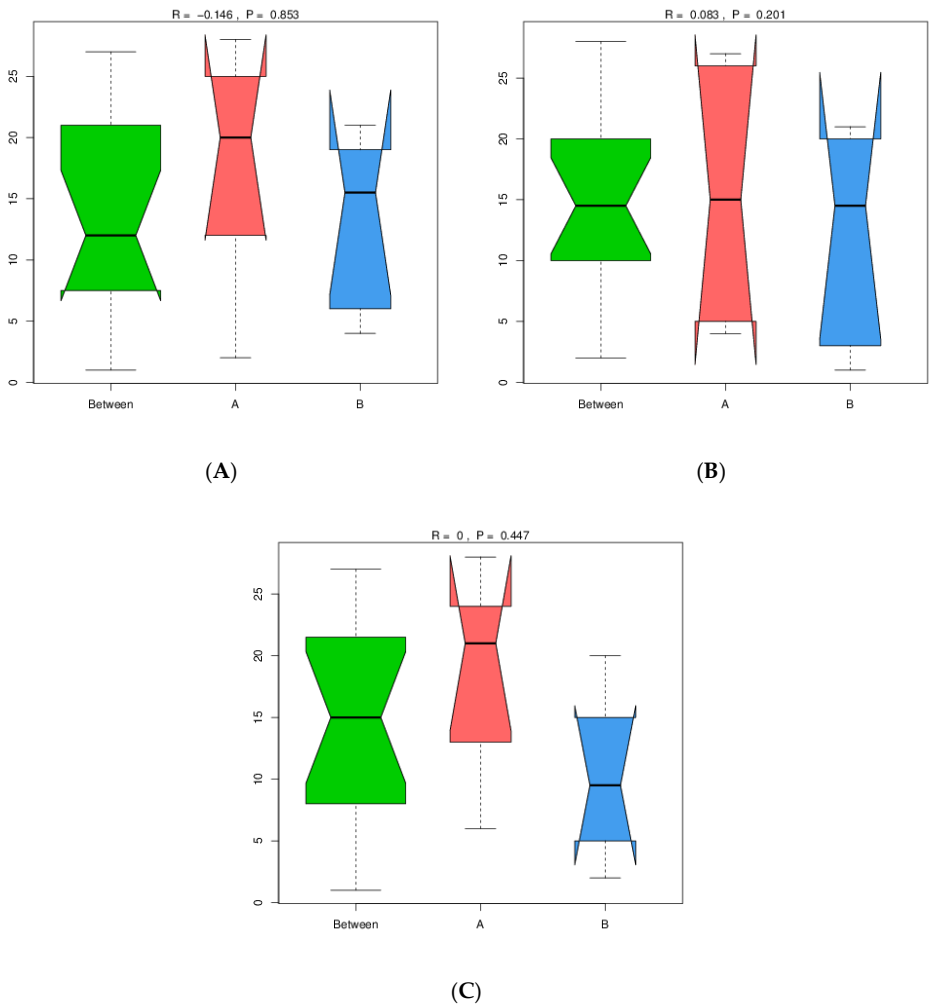 R = −0.146 , P = 0.853
25
20
15
10
5
0
Between A B
(A)
R = 0.083 , P = 0.201
25
20
15
10
5
0
Between A B
(B)
R = 0 , P = 0.447
25
20
15
10
5
0
Between A B
(C)